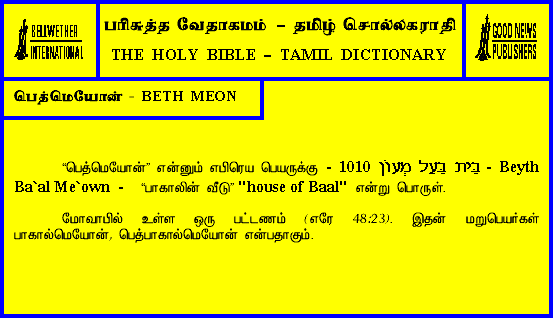 BELLWETHER
INTERNATIONAL
பரிசுத்த வேதாகமம் – தமிழ் சொல்லகராதி
THE HOLY BIBLE – TAMIL DICTIONARY
GOOD NEWS
PUBLISHERS
பெத்மெயோன் - BETH MEON
“பெத்மெயோன்” என்னும் எபிரெய பெயருக்கு - 1010 בֵּית בַּעַל מְעוֹן - Beyth
Ba`al Me`own - “பாகாலின் வீடு” "house of Baal" என்று பொருள்.
மோவாபில் உள்ள ஒரு பட்டணம் (எரே 48:23). இதன் மறுபெயர்கள்
பாகால்மெயோன், பெத்பாகால்மெயோன் என்பதாகும்.